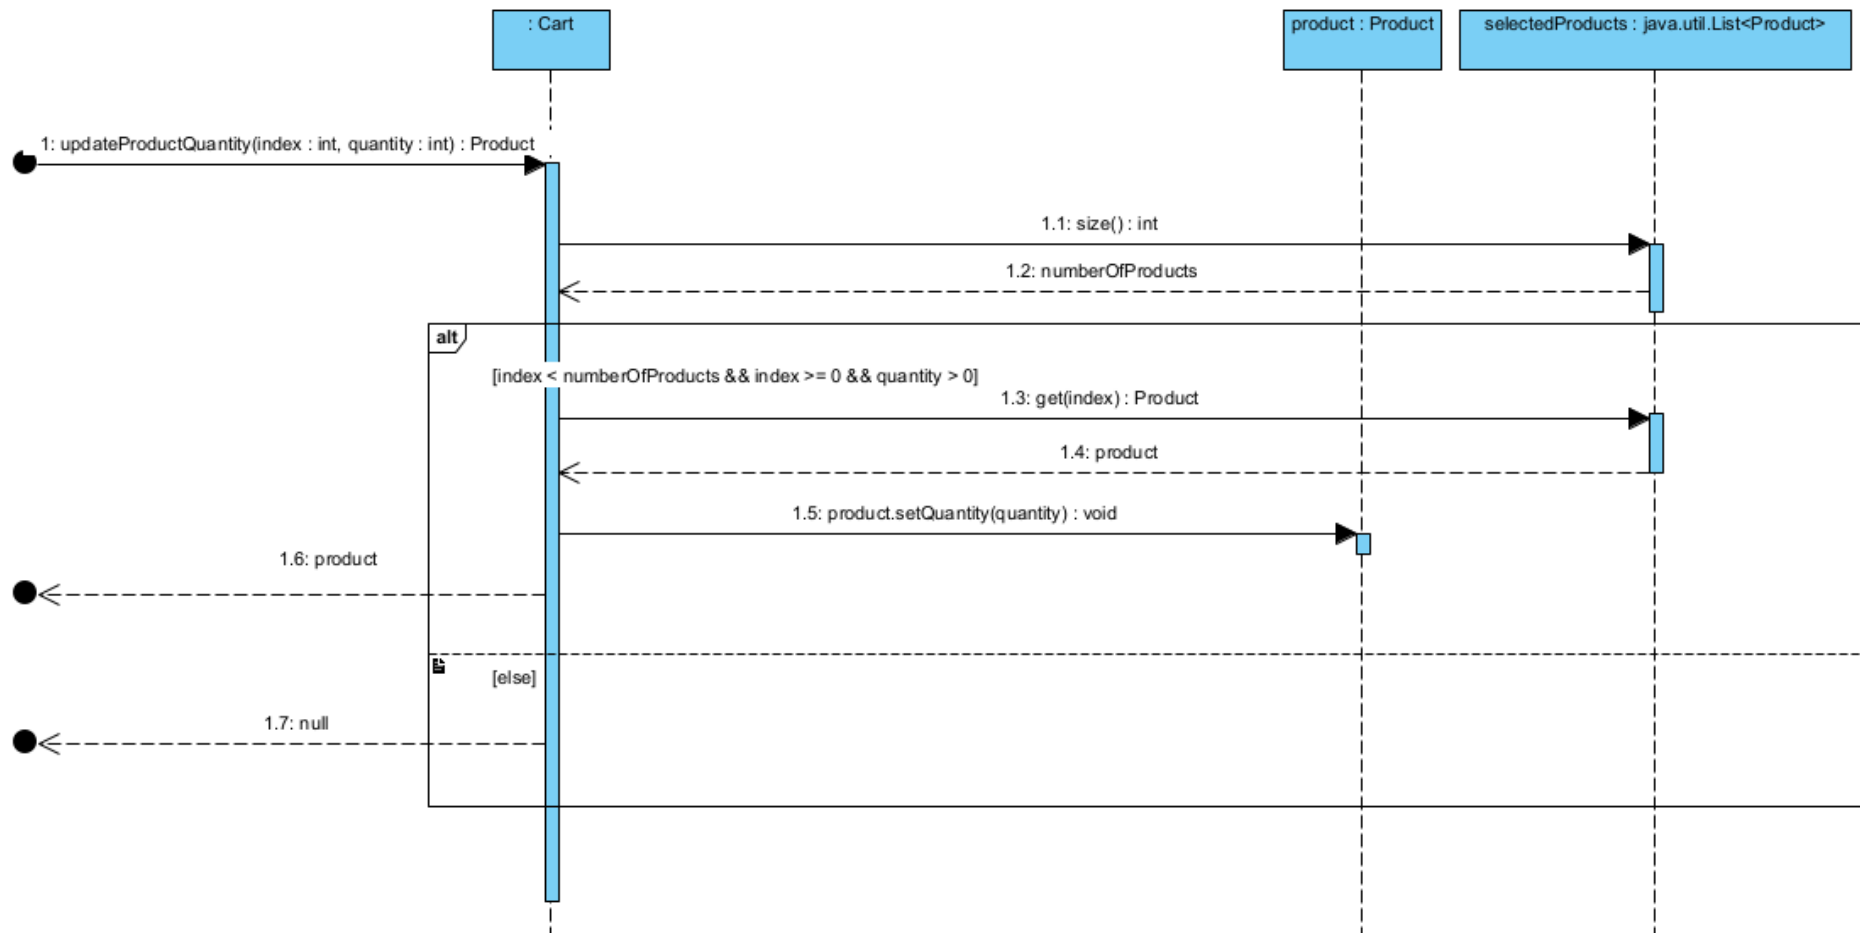 : Cart
product : Product
selectedProducts : java.util.List<Product>
1: updateProductQuantity(index : int, quantity : int) : Product
1.1: size() : int
1.2: numberOfProducts
alt
[index < numberOfProducts && index >= 0 && quantity > 0]
1.3: get(index) : Product
1.4: product
1.5: product.setQuantity(quantity) : void
1.6: product
[else]
1.7: null